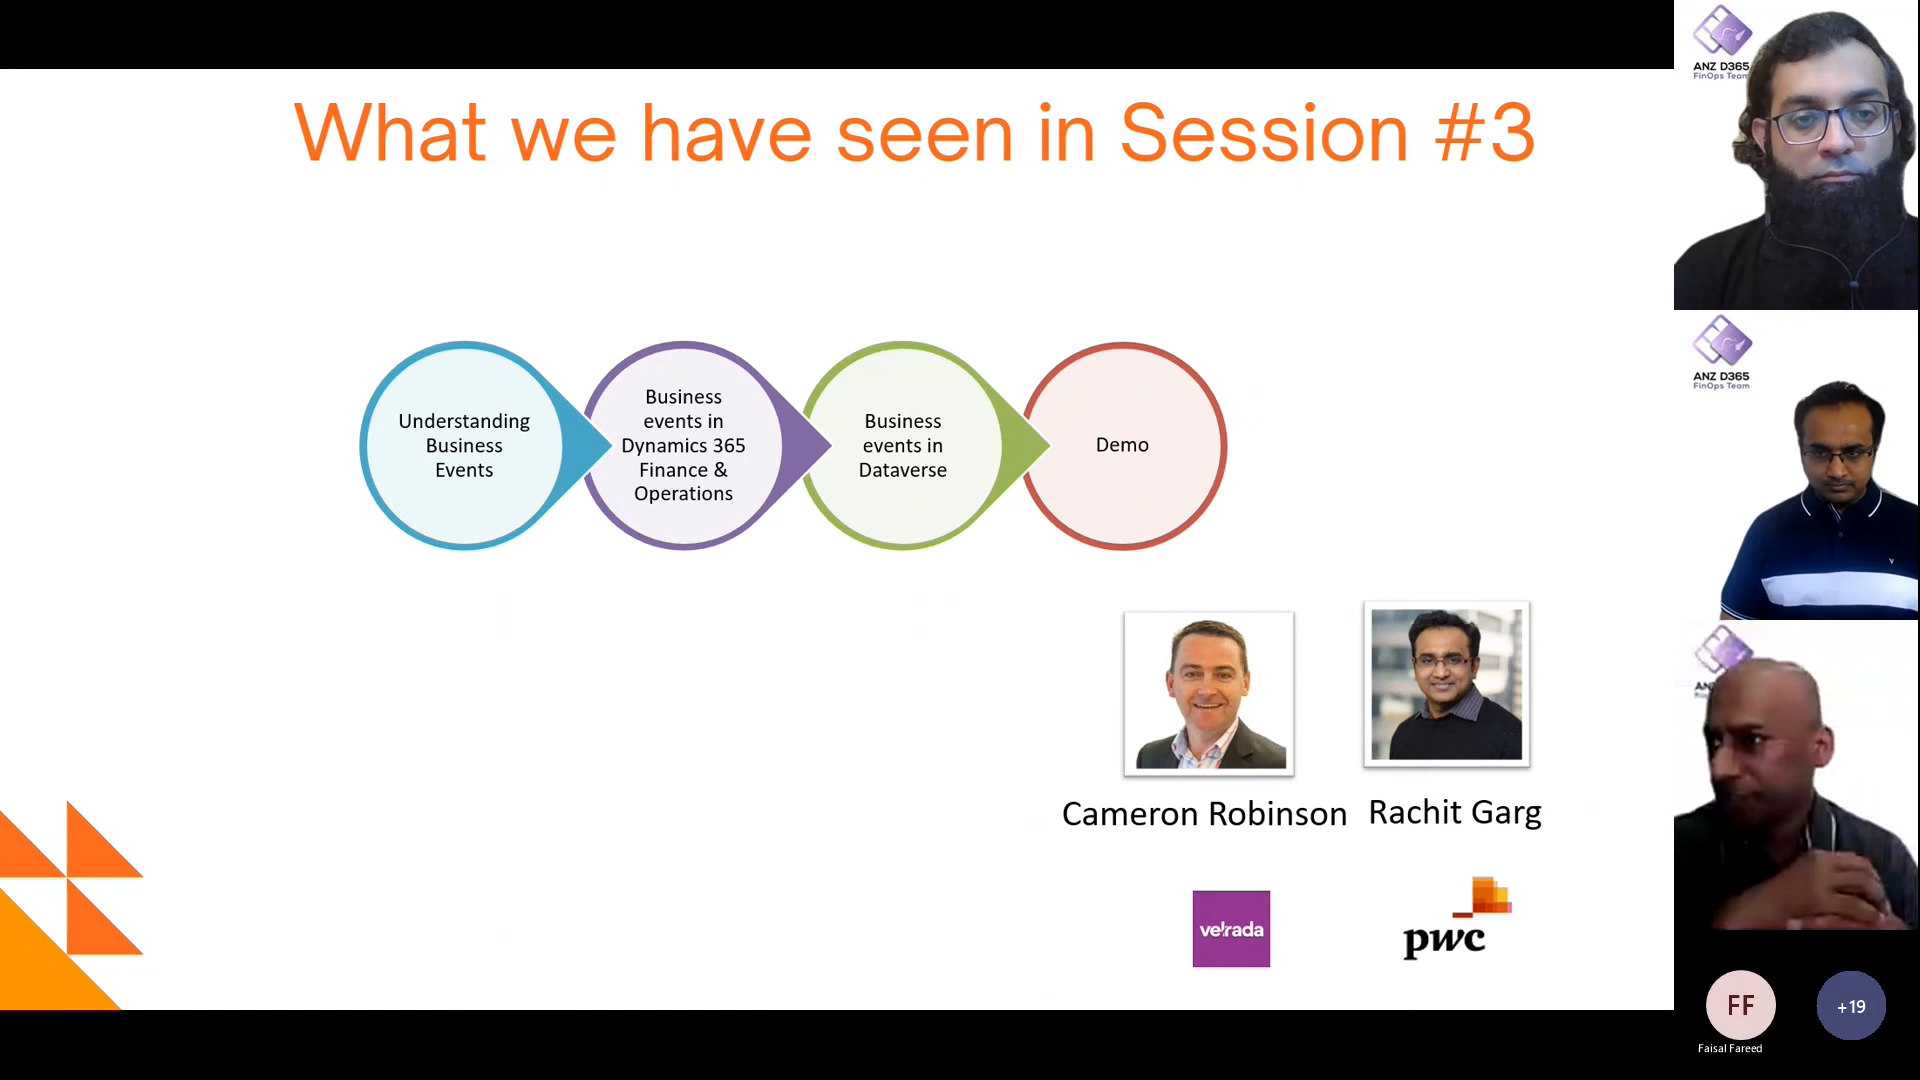 What we have seen in Session #3
Understanding
Business
Events
Business
events in
Dynamics 365
Finance &
Operations
Business
events in
Dataverse
Demo
Cameron Robinson
Rachit Garg
velrada
pwc
ANZ D365
FinOps Team
ANZ D365
FinOps Team
AN
FF
+19
Faisal Fareed